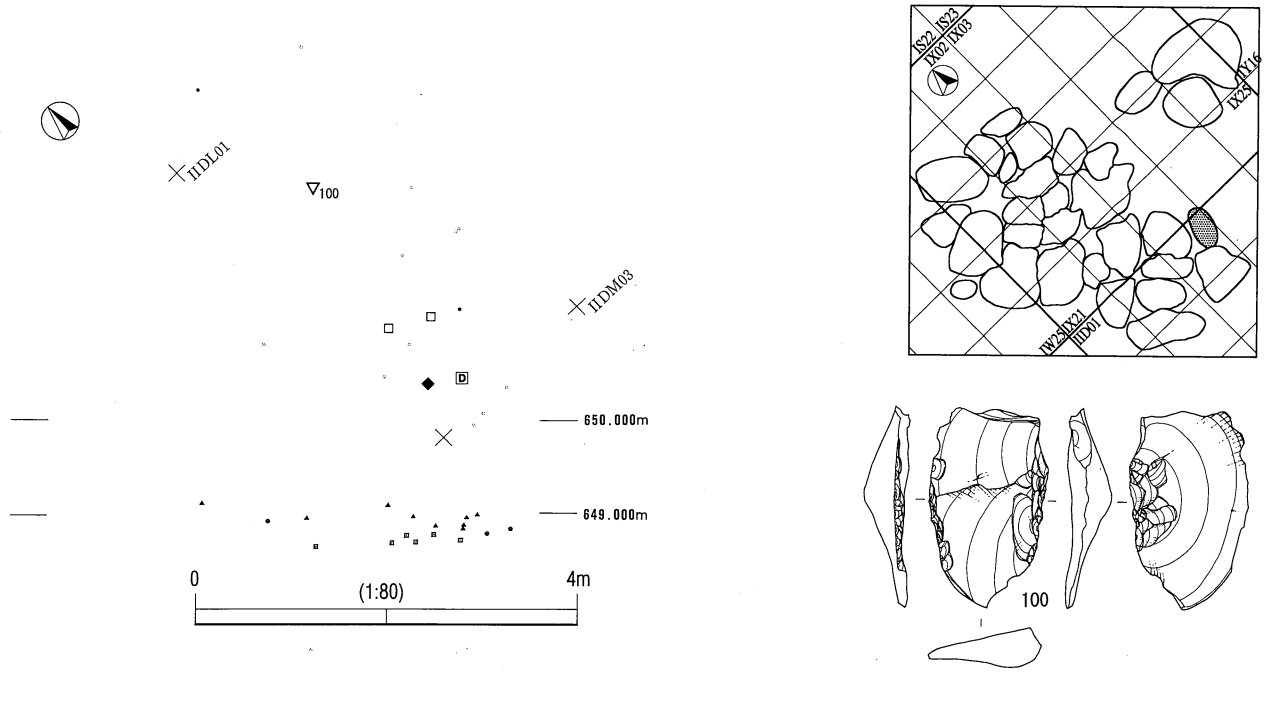 IIDL01
100
IIDM03
D
650.000m
649.000m
0
(1:80)
4m
IS22 IS23
IX02 IX03
IIY16
IX25
IW25 IX21
IID01
100